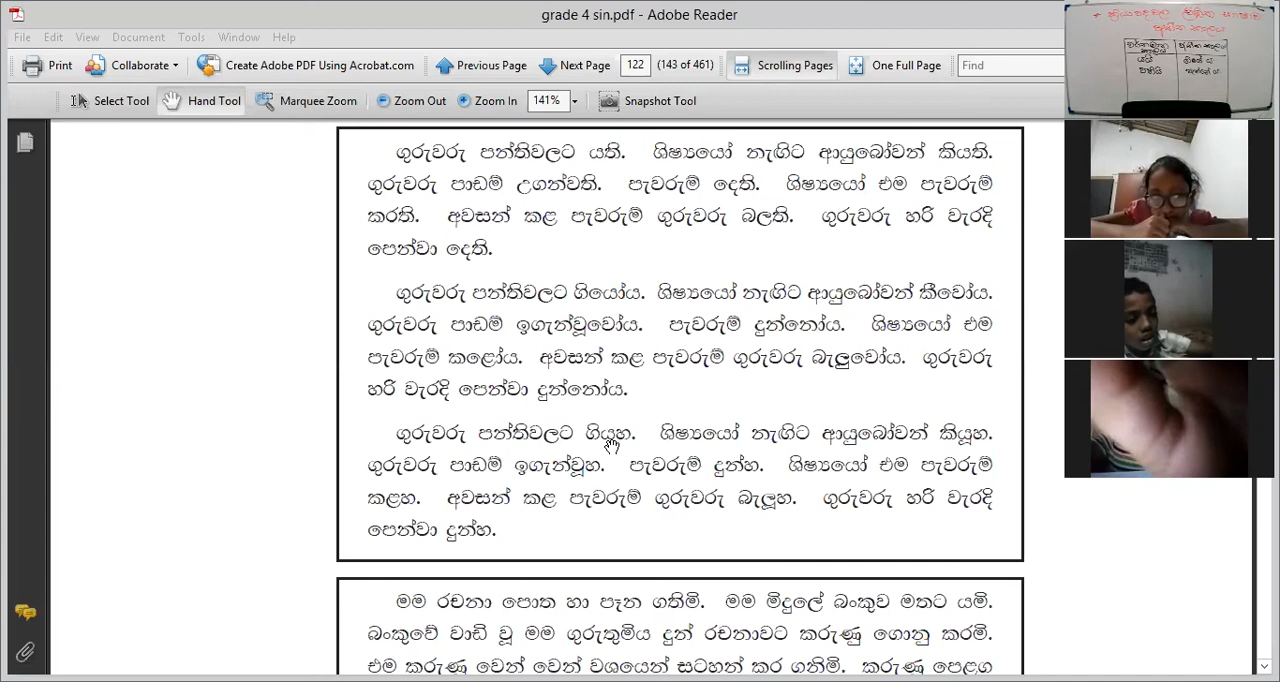 grade 4 sin.pdf - Adobe Reader
File Edit View Document Tools Window Help
Print Collaborate Create Adobe PDF Using Acrobat.com Previous Page Next Page 122 (143 of 461) Scrolling Pages One Full Page Find
Select Tool Hand Tool Marquee Zoom Zoom Out Zoom In 141% Snapshot Tool
ගුරුවරු පන්තිවලට යති. ශිෂ්‍යයෝ නැඟිට ආයුබෝවන් කියති.
ගුරුවරු පාඩම් උගන්වති. පැවරුම් දෙති. ශිෂ්‍යයෝ එම පැවරුම්
කරති. අවසන් කළ පැවරුම් ගුරුවරු බලති. ගුරුවරු හරි වැරදි
පෙන්වා දෙති.
ගුරුවරු පන්තිවලට ගියෝය. ශිෂ්‍යයෝ නැඟිට ආයුබෝවන් කීවෝය.
ගුරුවරු පාඩම් ඉගැන්වූවෝය. පැවරුම් දුන්නෝය. ශිෂ්‍යයෝ එම
පැවරුම් කළෝය. අවසන් කළ පැවරුම් ගුරුවරු බැලුවෝය. ගුරුවරු
හරි වැරදි පෙන්වා දුන්නෝය.
ගුරුවරු පන්තිවලට ගියහ. ශිෂ්‍යයෝ නැඟිට ආයුබෝවන් කියූහ.
ගුරුවරු පාඩම් ඉගැන්වූහ. පැවරුම් දුන්හ. ශිෂ්‍යයෝ එම පැවරුම්
කළහ. අවසන් කළ පැවරුම් ගුරුවරු බැලූහ. ගුරුවරු හරි වැරදි
පෙන්වා දුන්හ.
මම රචනා පොත හා පෑන ගතිමි. මම මිදුලේ බංකුව මතට යමි.
බංකුවේ වාඩි වූ මම ගුරුතුමිය දුන් රචනාවට කරුණු ගොනු කරමි.
එම කරුණු වෙන් වෙන් වශයෙන් සටහන් කර ගනිමි. කරුණු පෙළග